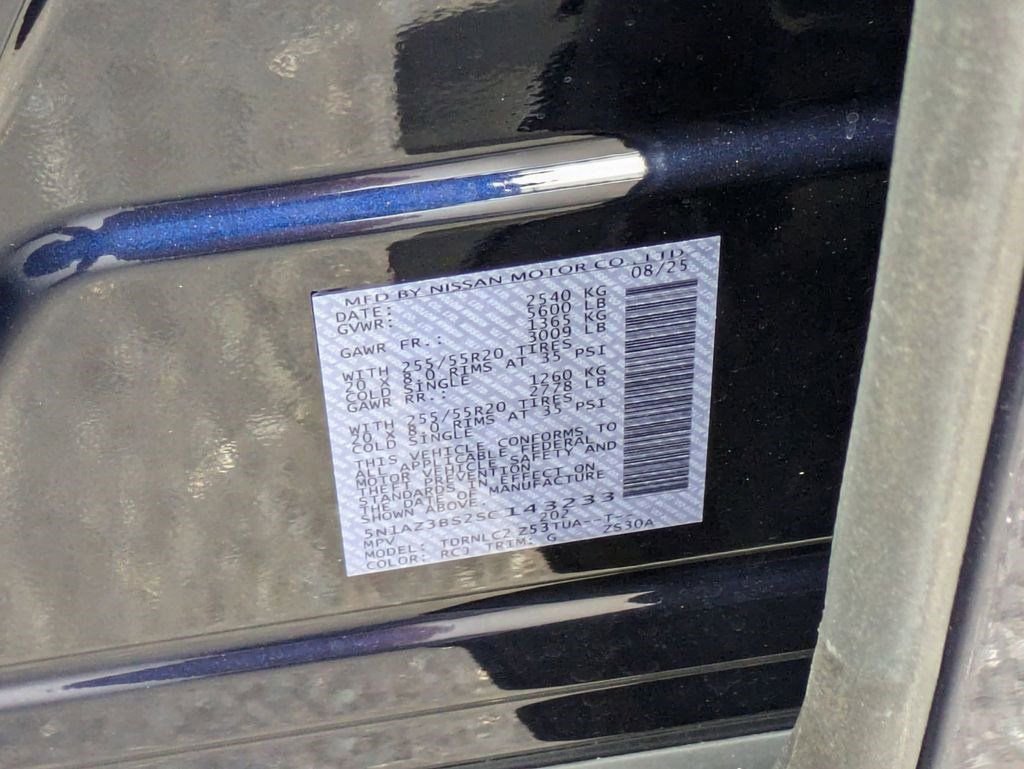 MFD BY NISSAN MOTOR CO., LTD
DATE: 08/25
GVWR: 2540 KG
5600 LB
GAWR FR.: 1365 KG
3009 LB
WITH 255/55R20 TIRES
20 X 8.0 RIMS AT 35 PSI
COLD SINGLE
GAWR RR.: 1260 KG
2778 LB
WITH 255/55R20 TIRES
20 X 8.0 RIMS AT 35 PSI
COLD SINGLE
THIS VEHICLE CONFORMS TO
ALL APPLICABLE FEDERAL
MOTOR VEHICLE SAFETY AND
THEFT PREVENTION
STANDARDS IN EFFECT ON
THE DATE OF MANUFACTURE
SHOWN ABOVE.
5N1AZ3BS2SC143233
MPV 202
MODEL: TORNLCZ Z53TUA--T--
COLOR: RCJ TRIM: G ZS30A